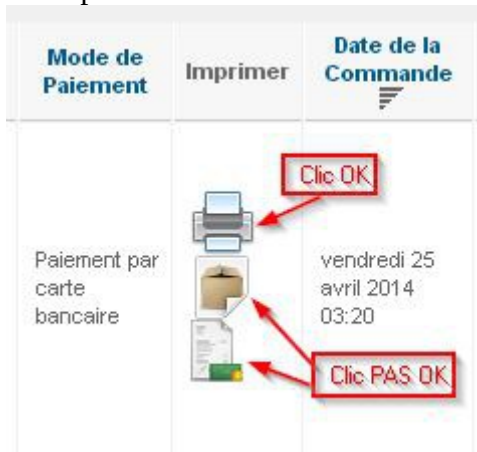 Mode de
Paiement
Imprimer
Date de la
Commande
Clic OK
Paiement par
carte
bancaire
vendredi 25
avril 2014
03:20
Clic PAS OK